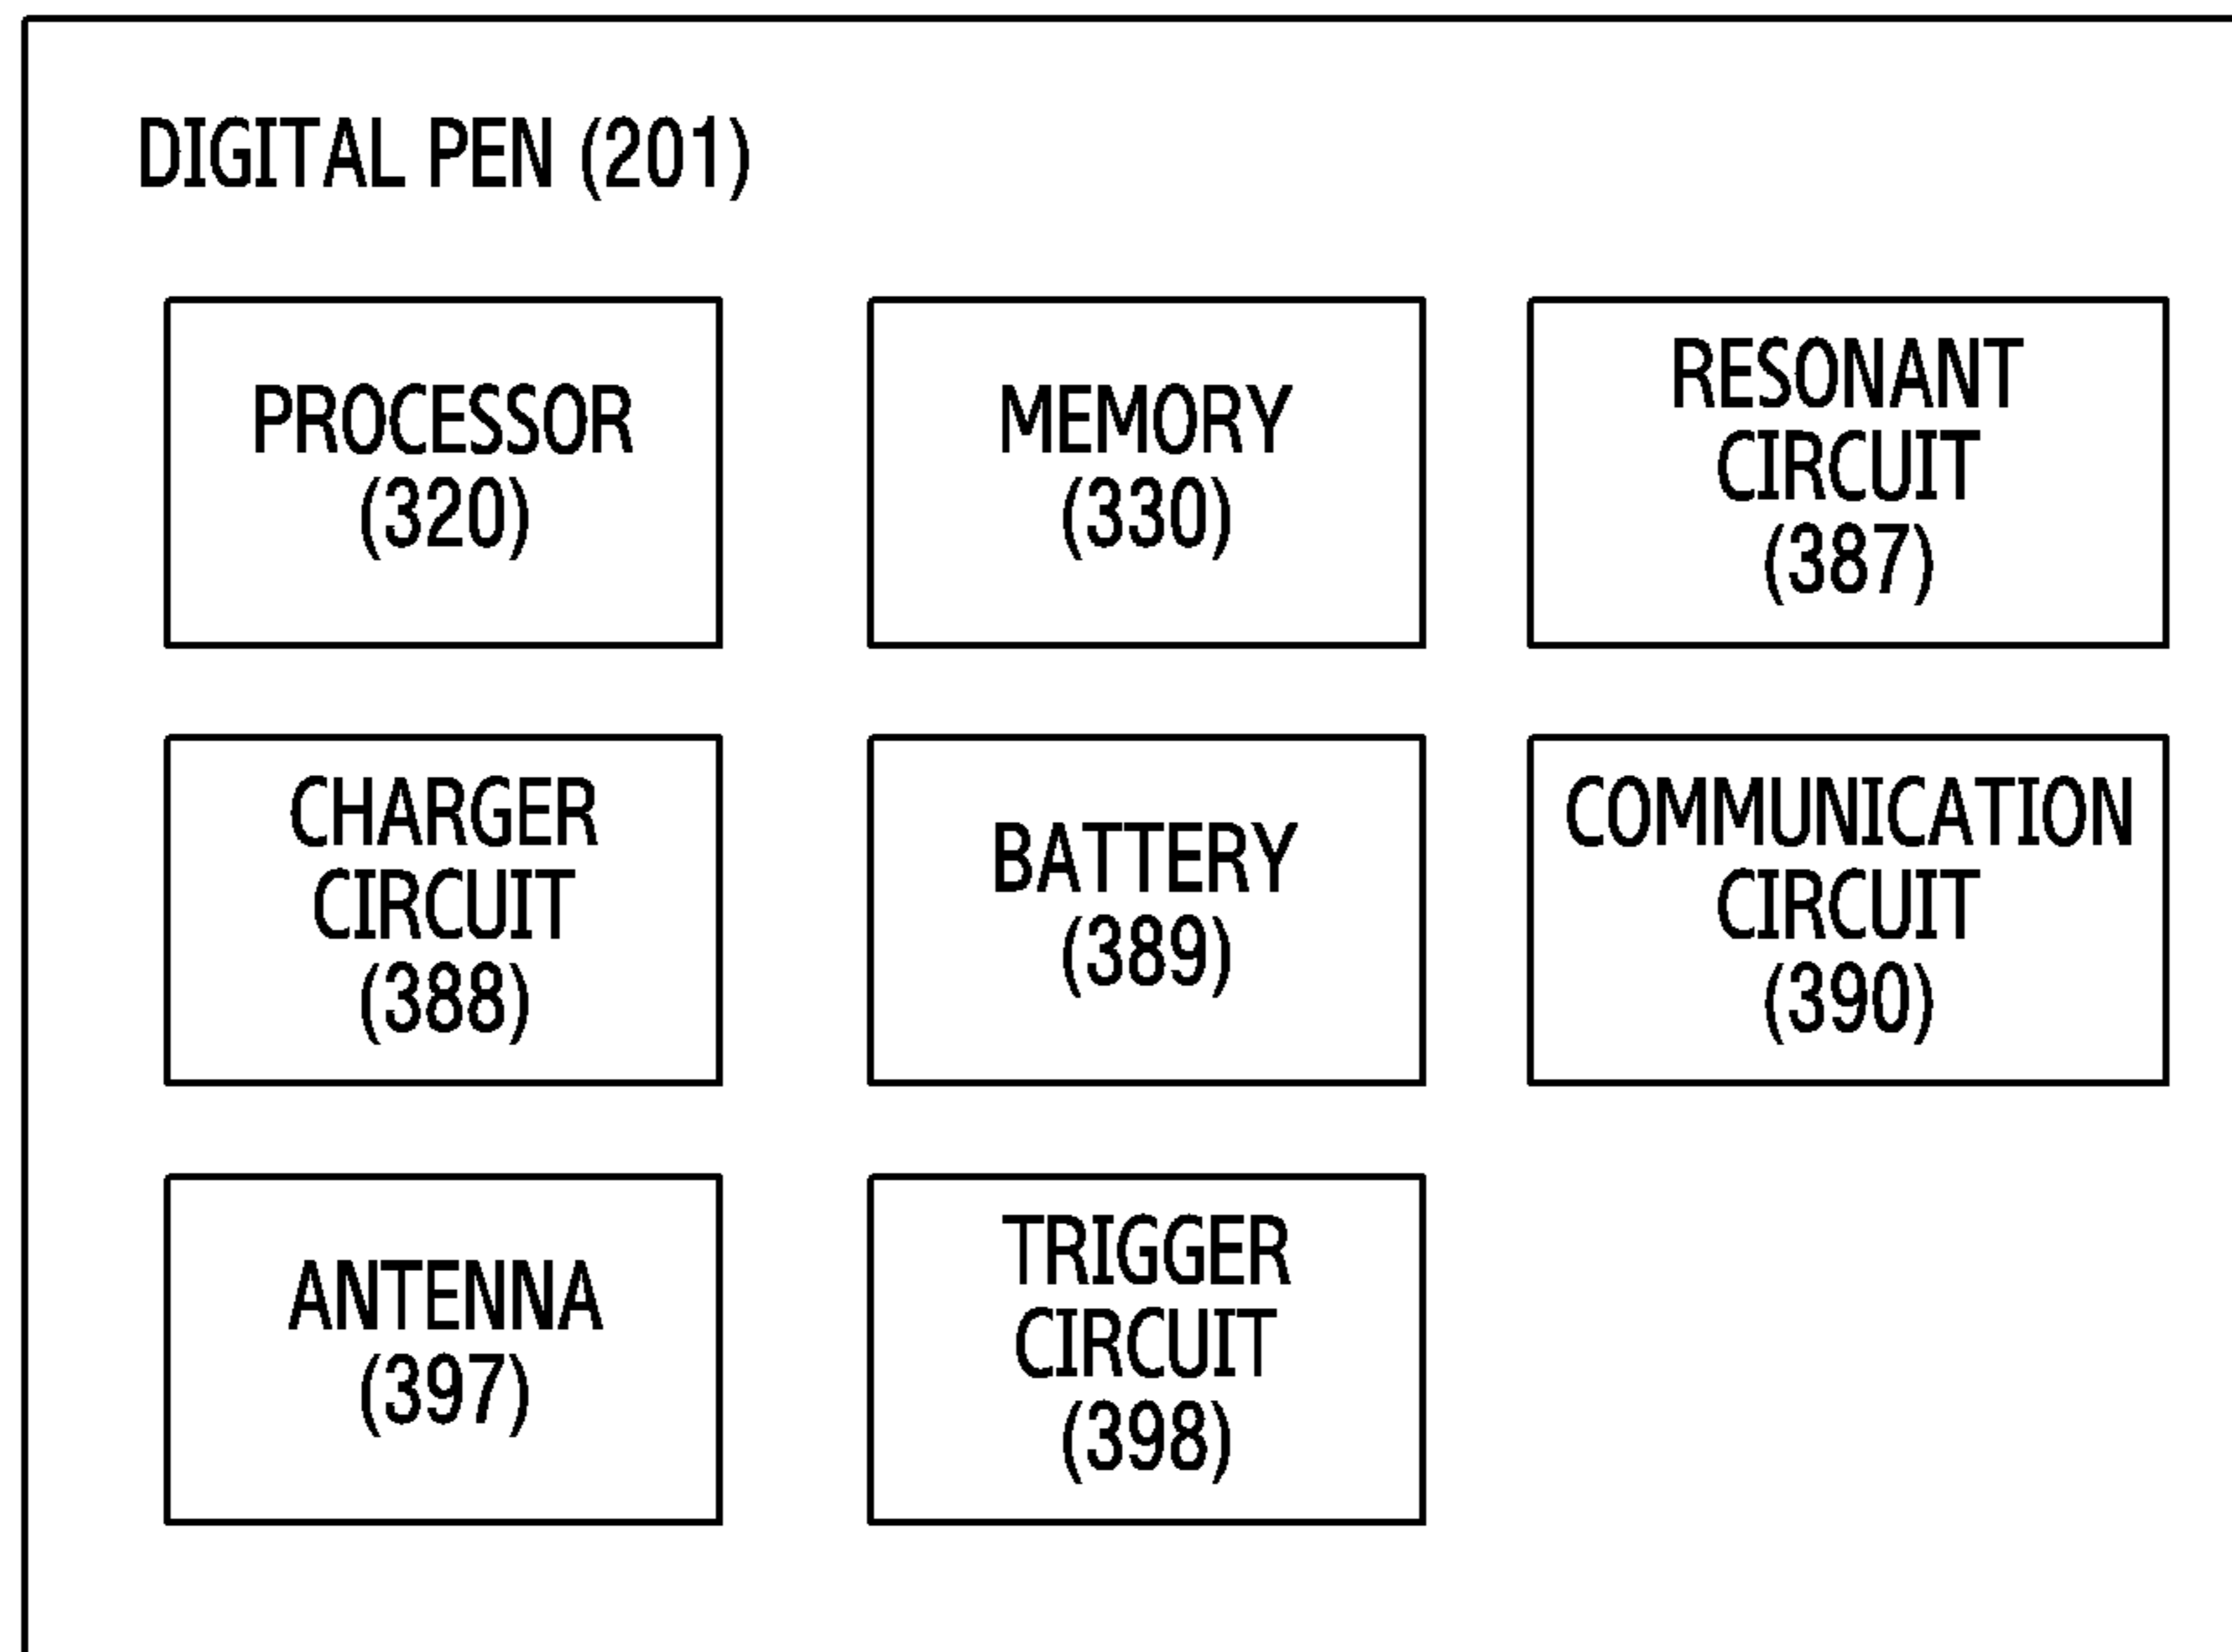 DIGITAL PEN (201)
PROCESSOR
(320)
MEMORY
(330)
RESONANT
CIRCUIT
(387)
CHARGER
CIRCUIT
(388)
BATTERY
(389)
COMMUNICATION
CIRCUIT
(390)
ANTENNA
(397)
TRIGGER
CIRCUIT
(398)